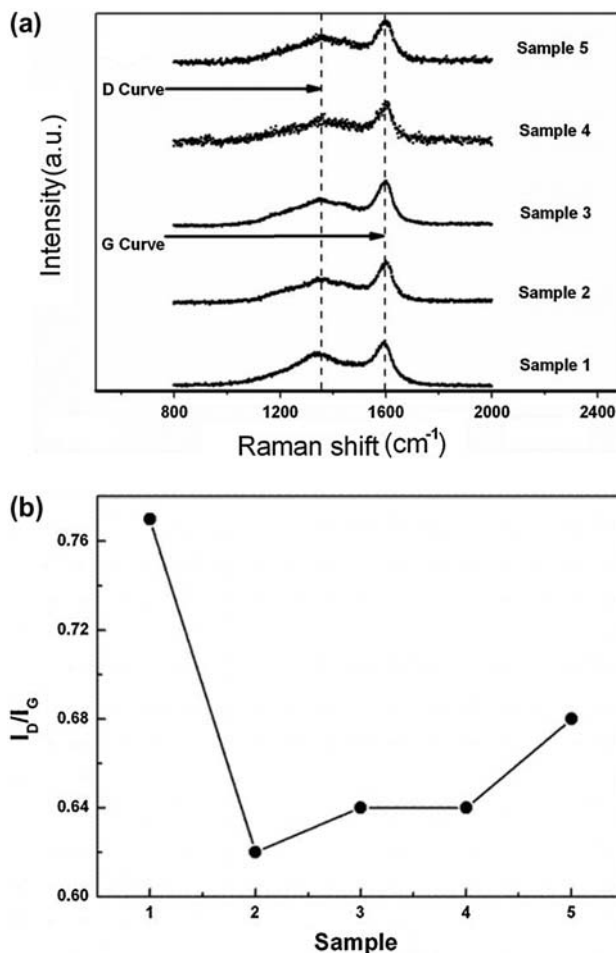 (a)
Sample 5
D Curve
Sample 4
Sample 3
G Curve
Sample 2
Sample 1
Intensity(a.u.)
800 1200 1600 2000 2400
Raman shift (cm⁻¹)
(b)
0.76
0.72
0.68
0.64
0.60
I_D/I_G
1 2 3 4 5
Sample